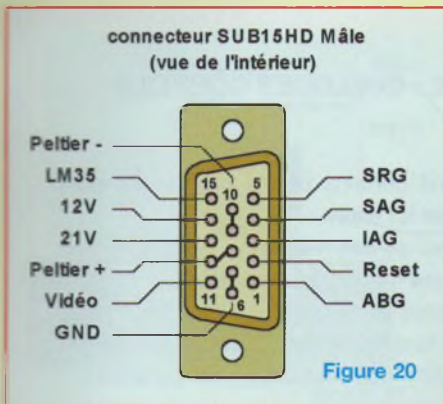 connecteur SUB15HD Mâle
(vue de l'intérieur)
Peltier -
LM35
12V
21V
Peltier +
Vidéo
GND
15
10
5
11
6
1
SRG
SAG
IAG
Reset
ABG
Figure 20